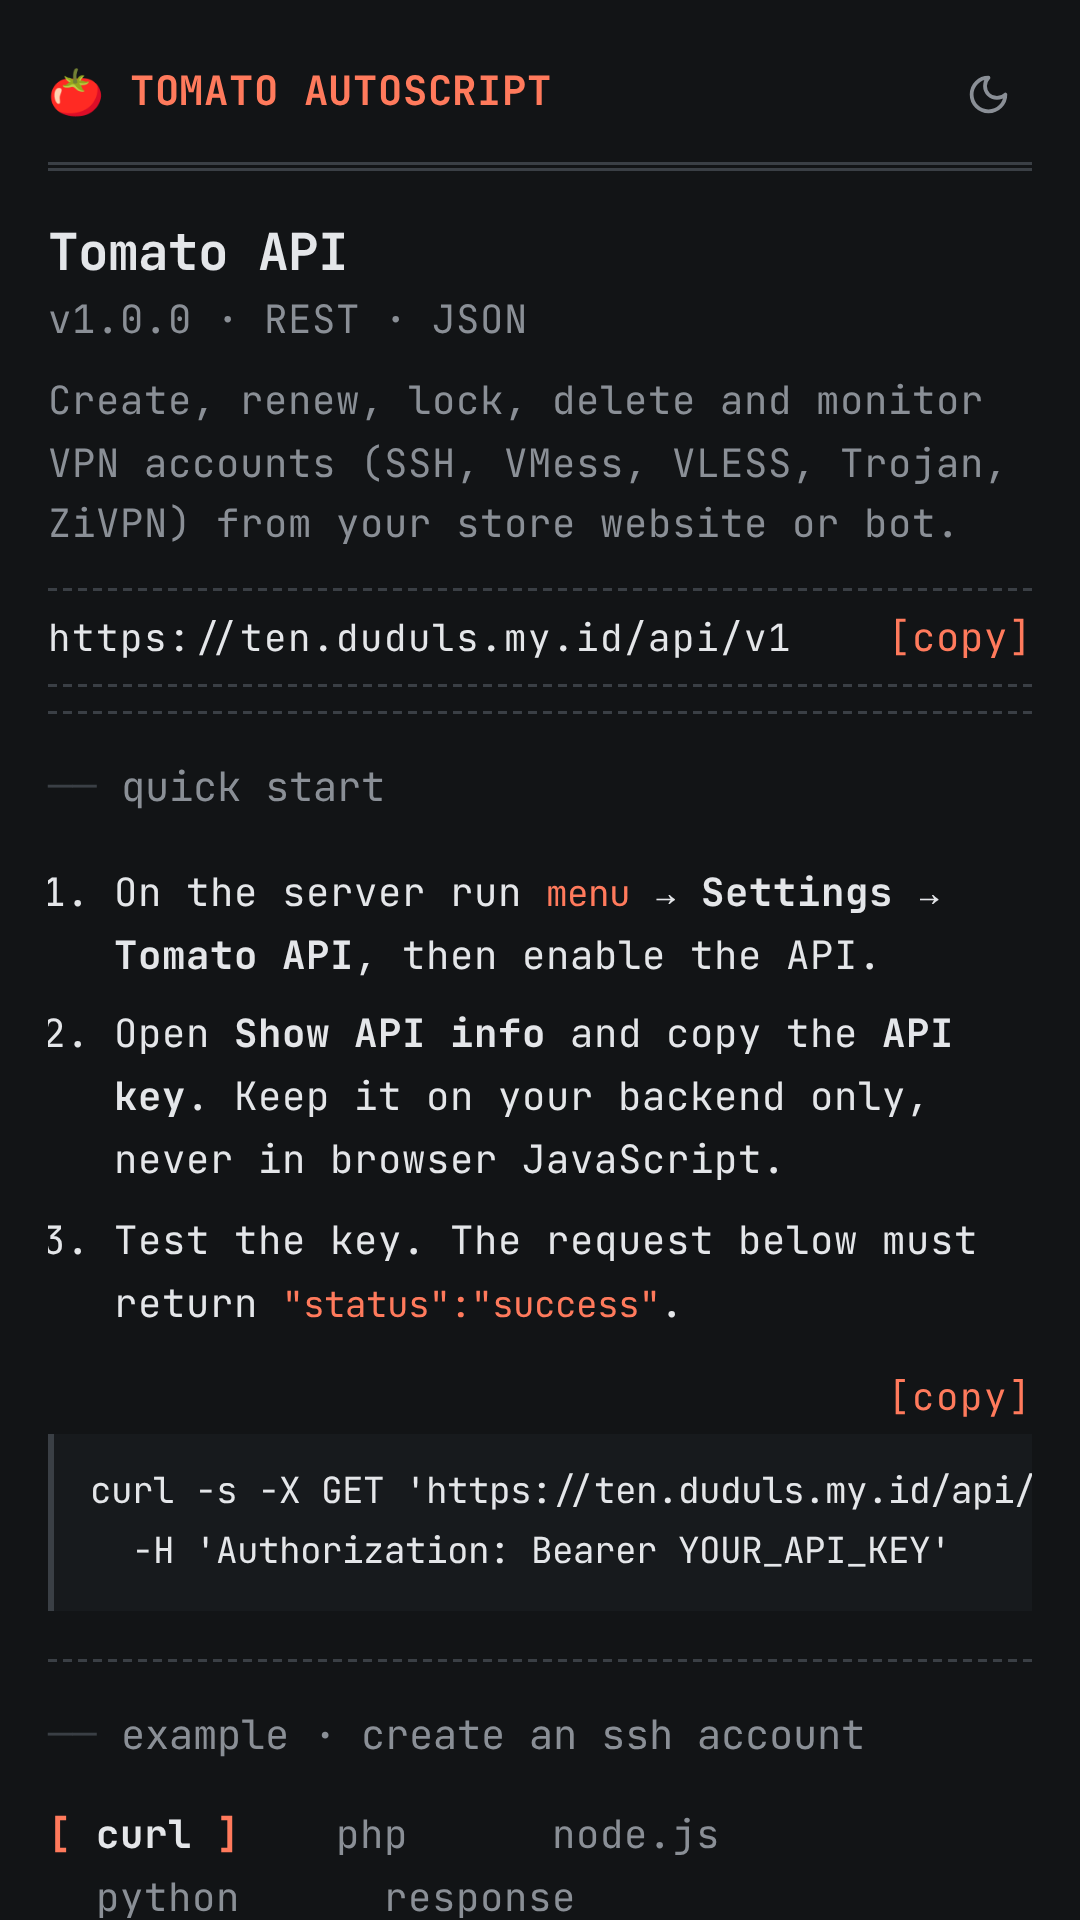 TOMATO AUTOSCRIPT
Tomato API
v1.0.0 · REST · JSON
Create, renew, lock, delete and monitor
VPN accounts (SSH, VMess, VLESS, Trojan,
ZiVPN) from your store website or bot.
https://ten.duduls.my.id/api/v1 [copy]
── quick start
1. On the server run menu → Settings →
Tomato API, then enable the API.
2. Open Show API info and copy the API
key. Keep it on your backend only,
never in browser JavaScript.
3. Test the key. The request below must
return "status":"success".
[copy]
curl -s -X GET 'https://ten.duduls.my.id/api/
-H 'Authorization: Bearer YOUR_API_KEY'
── example · create an ssh account
[ curl ] php node.js
python response